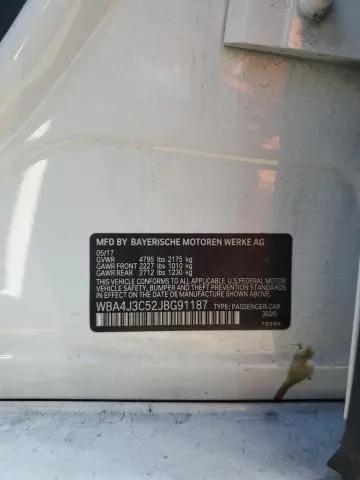 MFD BY BAYERISCHE MOTOREN WERKE AG
05/17
GVWR 4795 lbs 2175 kg
GAWR FRONT 2227 lbs 1010 kg
GAWR REAR 2712 lbs 1230 kg
THIS VEHICLE CONFORMS TO ALL APPLICABLE
FEDERAL MOTOR VEHICLE SAFETY, BUMPER, AND
THEFT PREVENTION STANDARDS IN EFFECT ON
THE DATE OF MANUFACTURE SHOWN ABOVE.
WBA4J3C52JBG91187 TYPE: PASSENGER CAR